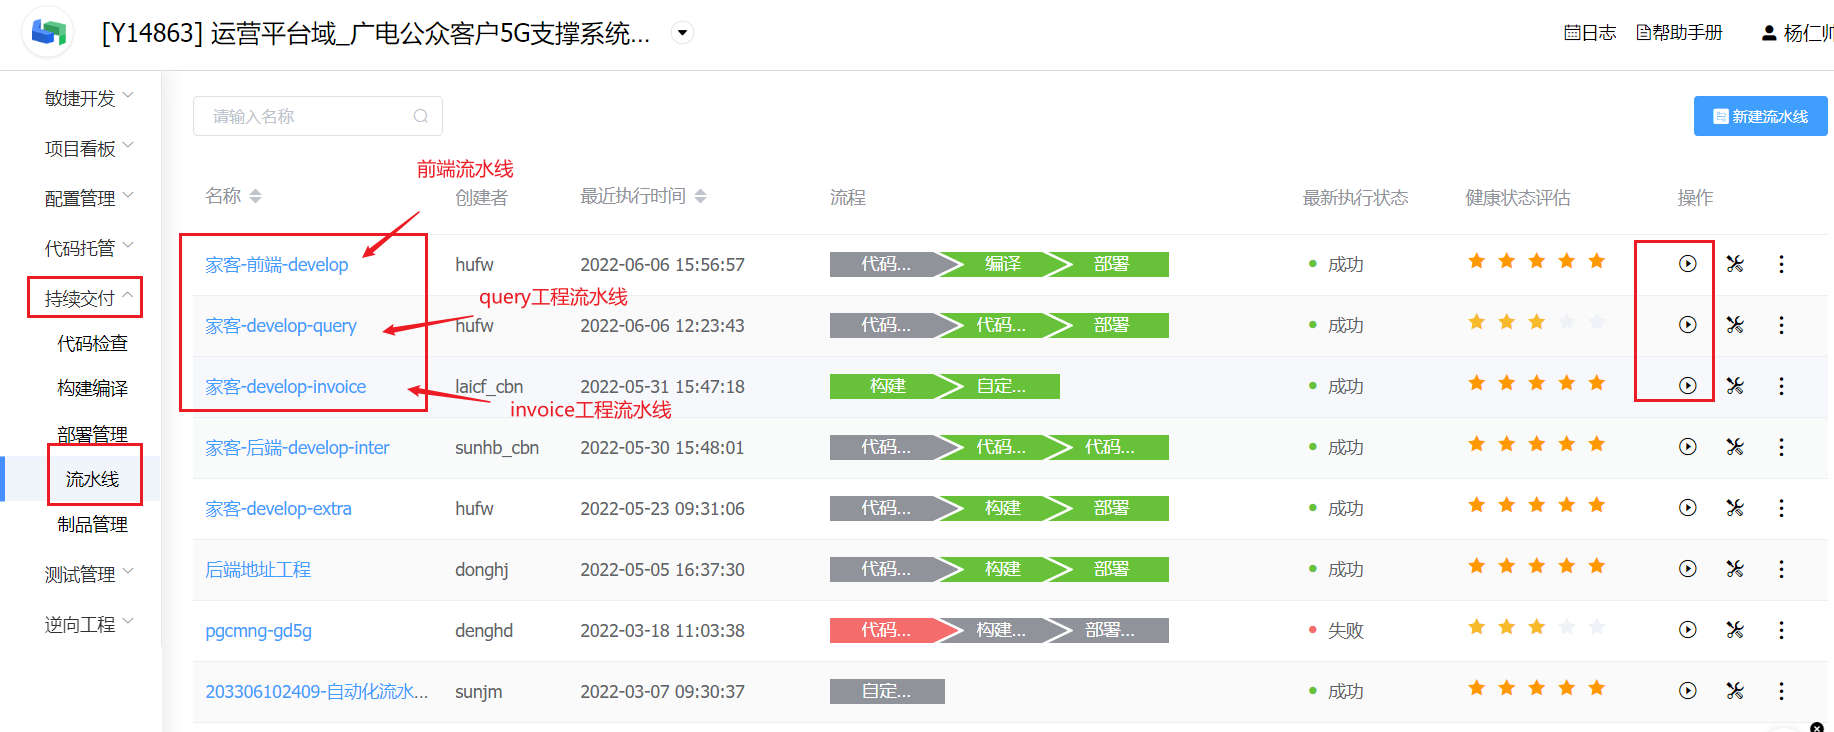 [Y14863] 运营平台域_广电公众客户5G支撑系统...
日志
帮助手册
杨仁帅
敏捷开发
项目看板
配置管理
代码托管
持续交付
代码检查
构建编译
部署管理
流水线
制品管理
测试管理
逆向工程
请输入名称
新建流水线
前端流水线
名称 创建者 最近执行时间 流程 最新执行状态 健康状态评估 操作
家客-前端-develop hufw 2022-06-06 15:56:57 代码... 编译 部署 成功
query工程流水线
家客-develop-query hufw 2022-06-06 12:23:43 代码... 代码... 部署 成功
家客-develop-invoice laicf_cbn 2022-05-31 15:47:18 构建 自定... 成功
invoice工程流水线
家客-后端-develop-inter sunhb_cbn 2022-05-30 15:48:01 代码... 代码... 代码... 成功
家客-develop-extra hufw 2022-05-23 09:31:06 代码... 构建 部署 成功
后端地址工程 donghj 2022-05-05 16:37:30 代码... 构建 部署 成功
pgcmng-gd5g denghd 2022-03-18 11:03:38 代码... 构建... 部署... 失败
203306102409-自动化流水... sunjm 2022-03-07 09:30:37 自定... 成功